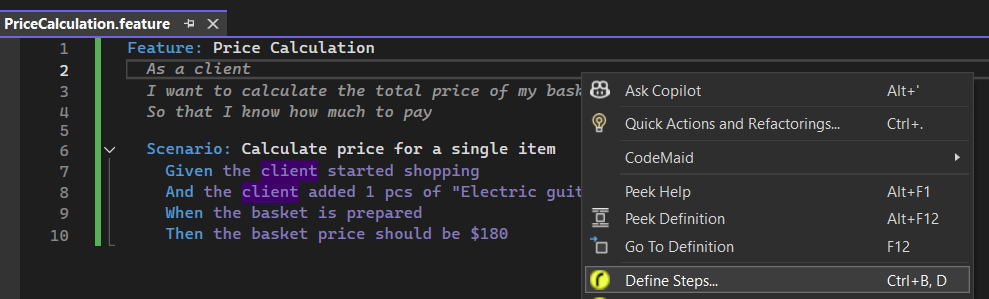 PriceCalculation.feature
1 Feature: Price Calculation
2 As a client
3 I want to calculate the total price of my bask
4 So that I know how much to pay
5
6 Scenario: Calculate price for a single item
7 Given the client started shopping
8 And the client added 1 pcs of "Electric guit
9 When the basket is prepared
10 Then the basket price should be $180
Ask Copilot Alt+'
Quick Actions and Refactorings... Ctrl+.
CodeMaid
Peek Help Alt+F1
Peek Definition Alt+F12
Go To Definition F12
Define Steps... Ctrl+B, D